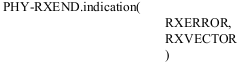 PHY-RXEND.indication(
RXERROR,
RXVECTOR
)